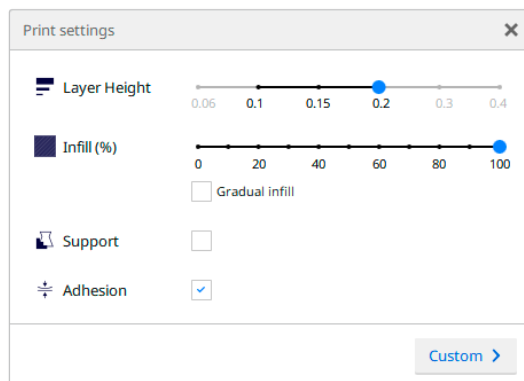 Print settings
Layer Height
0.06 0.1 0.15 0.2 0.3 0.4
Infill (%)
0 20 40 60 80 100
Gradual infill
Support
Adhesion
Custom